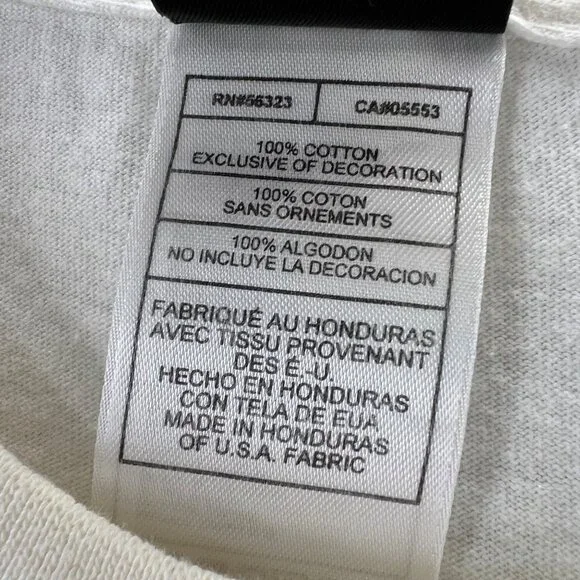 RN#56323 CA#05553
100% COTTON
EXCLUSIVE OF DECORATION
100% COTON
SANS ORNEMENTS
100% ALGODON
NO INCLUYE LA DECORACION
FABRIQUÉ AU HONDURAS
AVEC TISSU PROVENANT
DES É.-U.
HECHO EN HONDURAS
CON TELA DE EUA
MADE IN HONDURAS
OF U.S.A. FABRIC